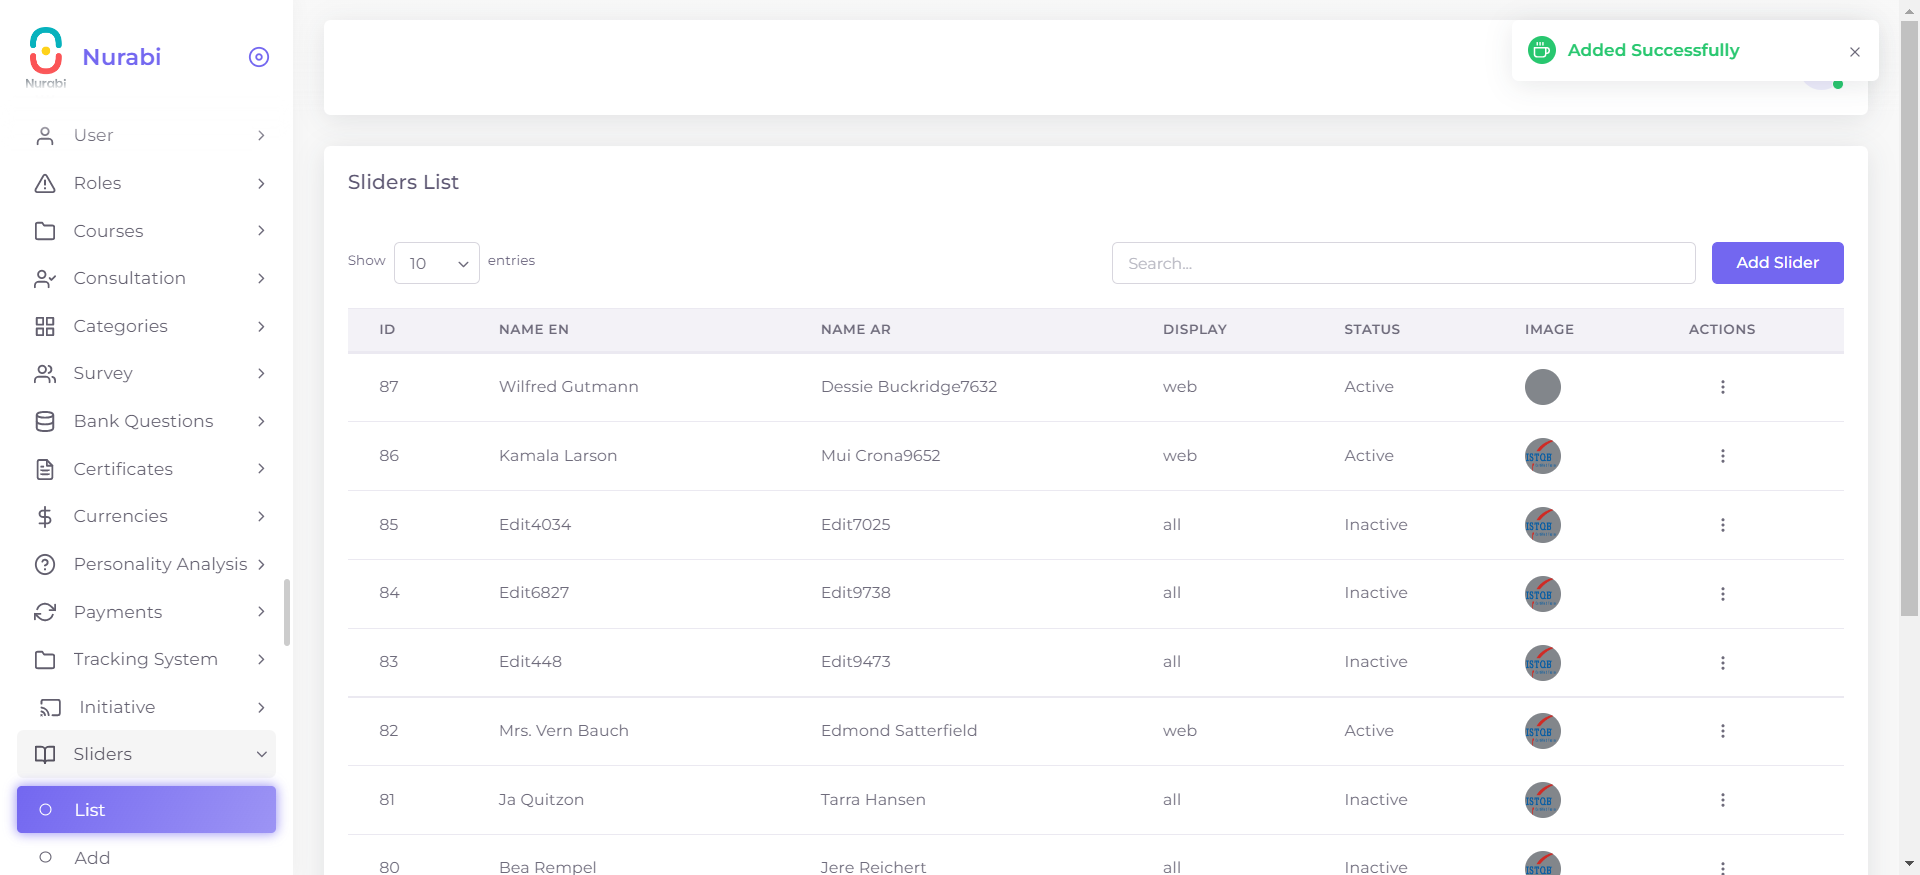 Nurabi
Nurabi
User
Roles
Courses
Consultation
Categories
Survey
Bank Questions
Certificates
Currencies
Personality Analysis
Payments
Tracking System
Initiative
Sliders
List
Add
Added Successfully
Sliders List
Show 10 entries
Search...
Add Slider
ID NAME EN NAME AR DISPLAY STATUS IMAGE ACTIONS
87 Wilfred Gutmann Dessie Buckridge7632 web Active
86 Kamala Larson Mui Crona9652 web Active ISTQB
85 Edit4034 Edit7025 all Inactive ISTQB
84 Edit6827 Edit9738 all Inactive ISTQB
83 Edit448 Edit9473 all Inactive ISTQB
82 Mrs. Vern Bauch Edmond Satterfield web Active ISTQB
81 Ja Quitzon Tarra Hansen all Inactive ISTQB
80 Bea Rempel Jere Reichert all Inactive ISTQB